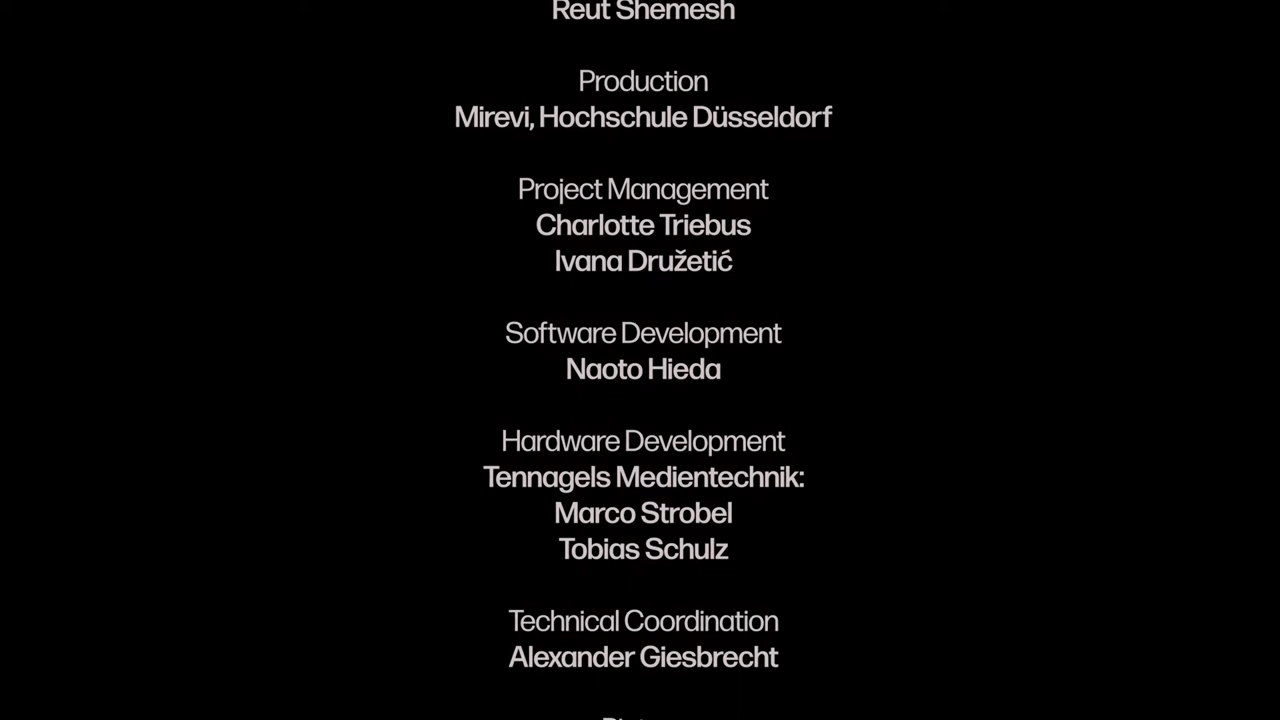 Reut Shemesh
Production
Mirevi, Hochschule Düsseldorf
Project Management
Charlotte Triebus
Ivana Družetić
Software Development
Naoto Hieda
Hardware Development
Tennagels Medientechnik:
Marco Strobel
Tobias Schulz
Technical Coordination
Alexander Giesbrecht